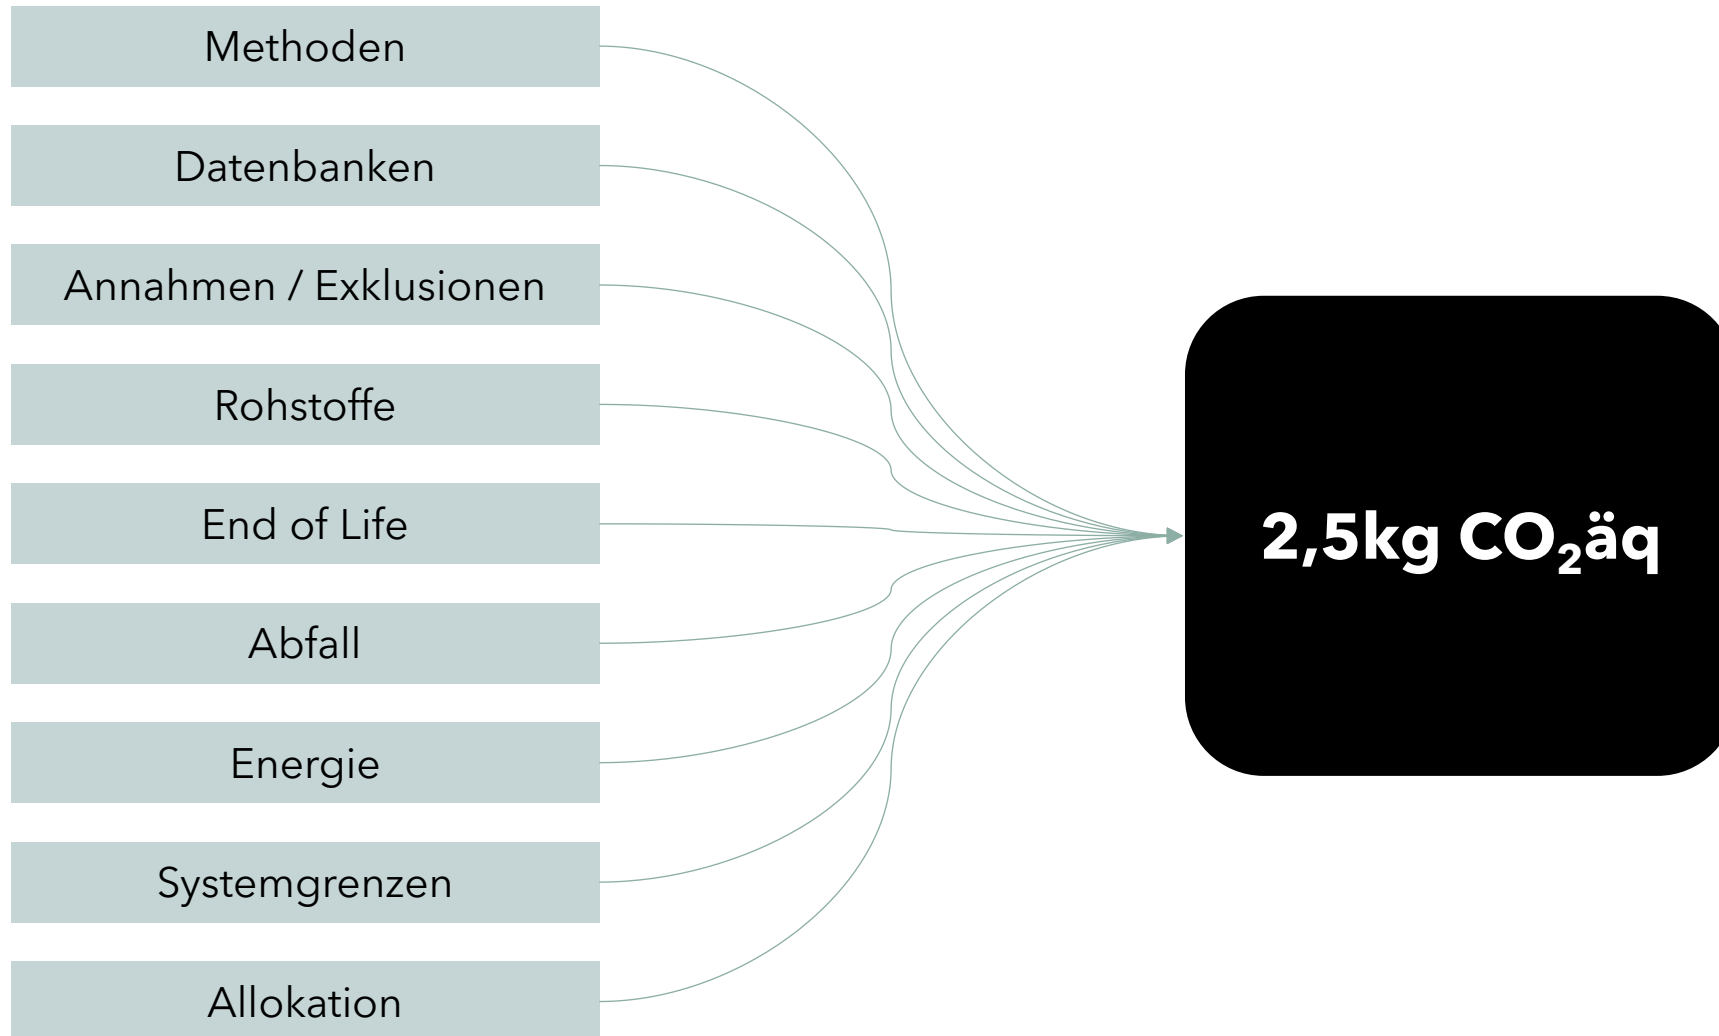 Methoden
Datenbanken
Annahmen / Exklusionen
Rohstoffe
End of Life
Abfall
Energie
Systemgrenzen
Allokation
2,5kg CO₂äq